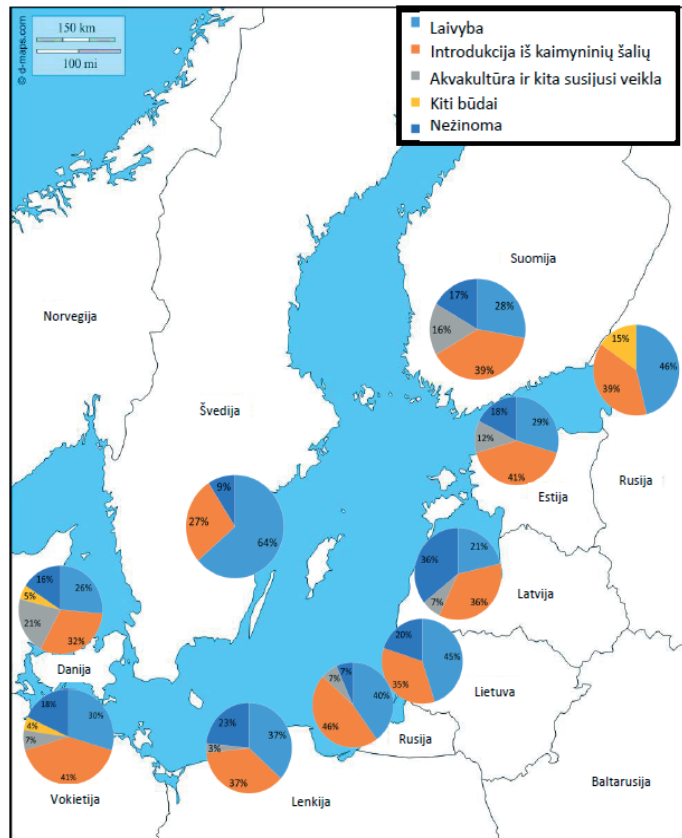 © d-maps.com
150 km
100 mi
Laivyba
Introdukcija iš kaimyninių šalių
Akvakultūra ir kita susijusi veikla
Kiti būdai
Nežinoma
Suomija
17%
28%
16%
39%
Norvegija
15%
46%
39%
Švedija
18%
29%
12%
41%
Estija
Rusija
9%
27%
64%
36%
21%
7%
36%
Latvija
16%
26%
5%
21%
32%
Danija
20%
45%
35%
Lietuva
7%
7%
40%
46%
Rusija
18%
30%
4%
7%
41%
Vokietija
23%
37%
3%
37%
Lenkija
Baltarusija